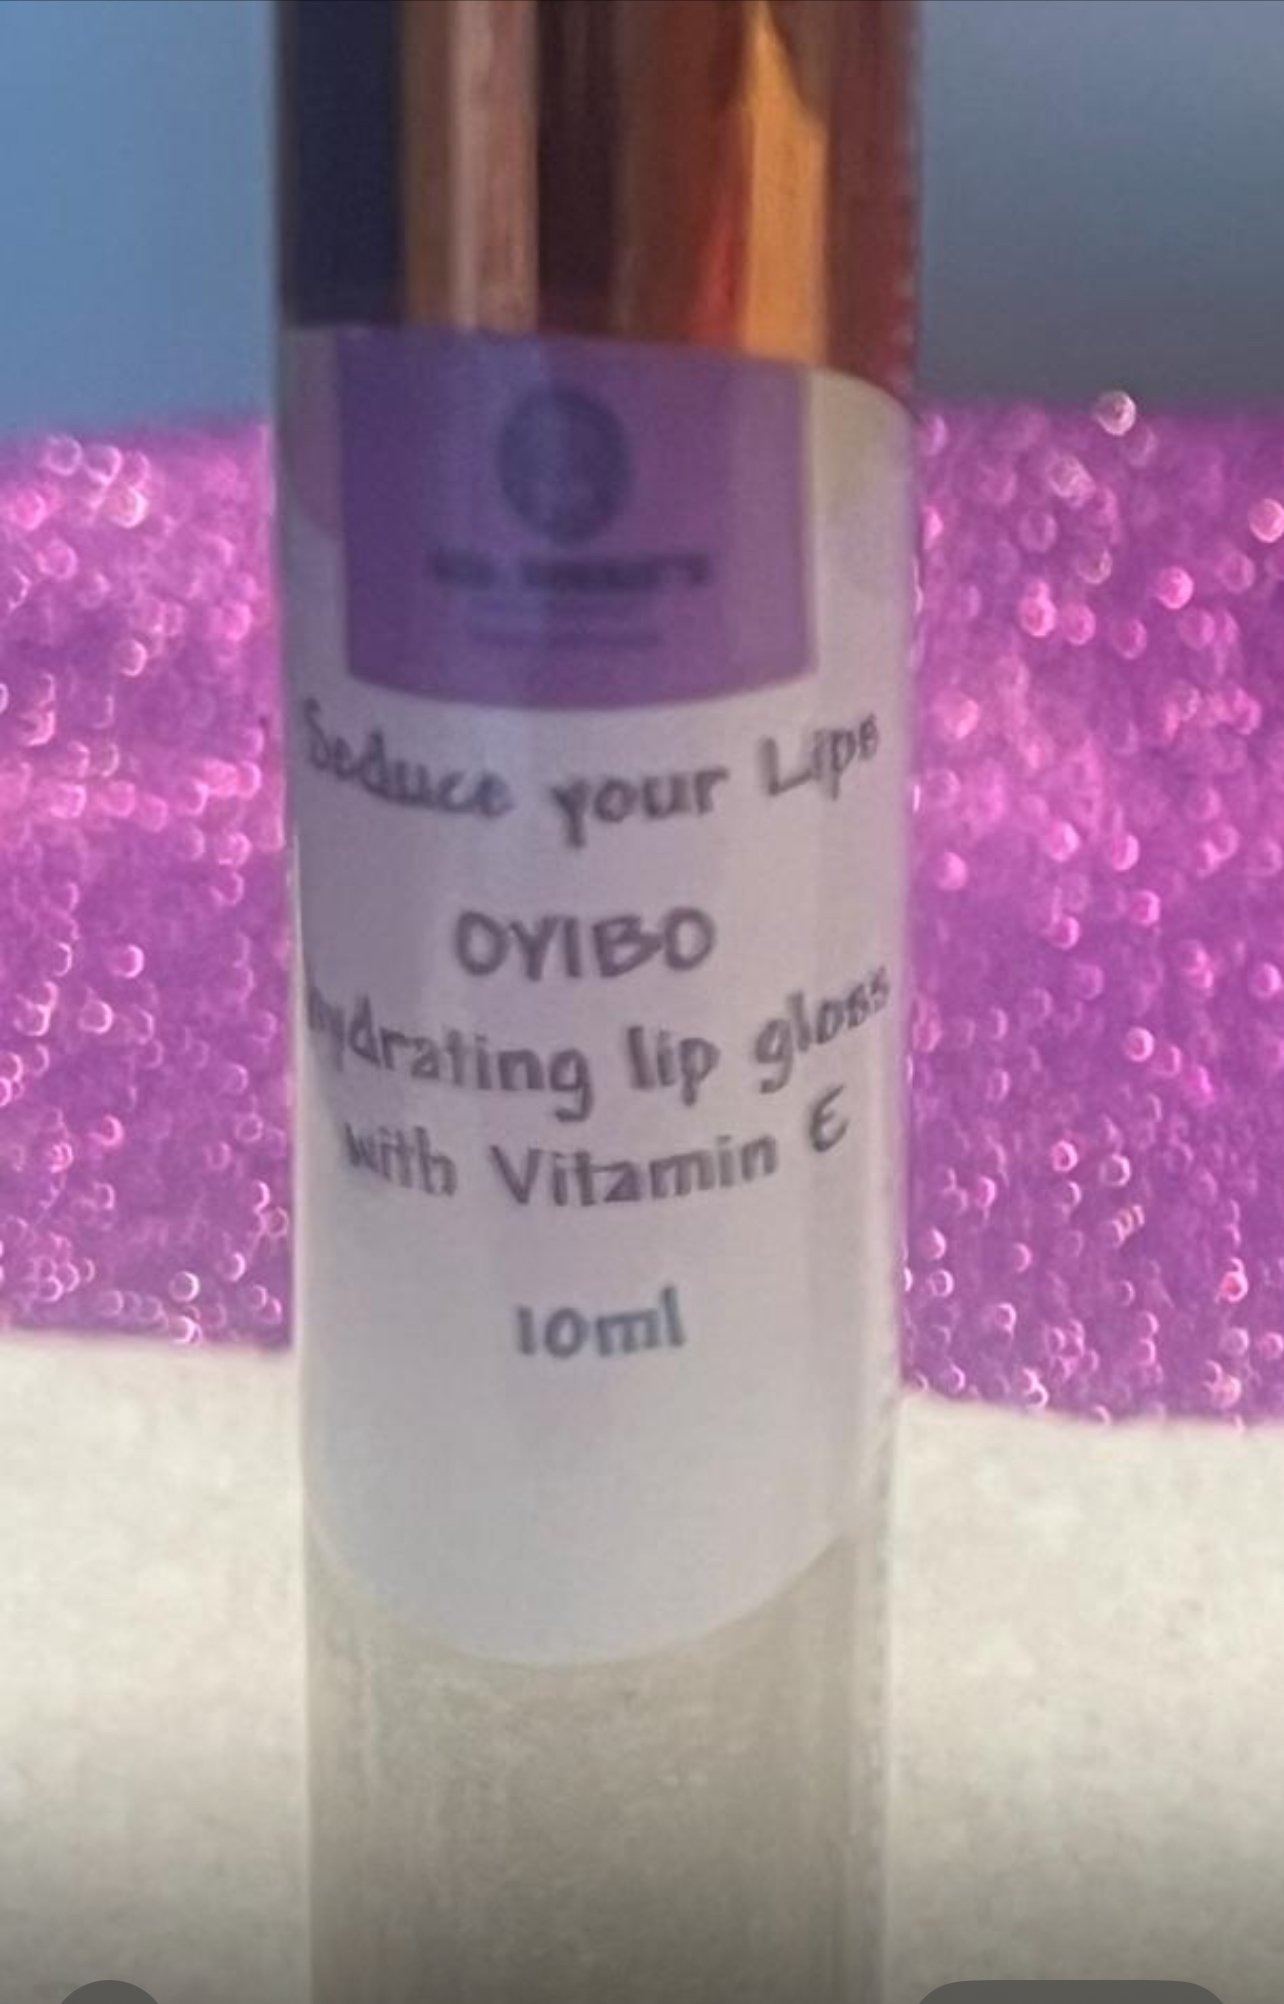 Seduce your Lips
OYIBO
hydrating lip gloss
with Vitamin E
10ml